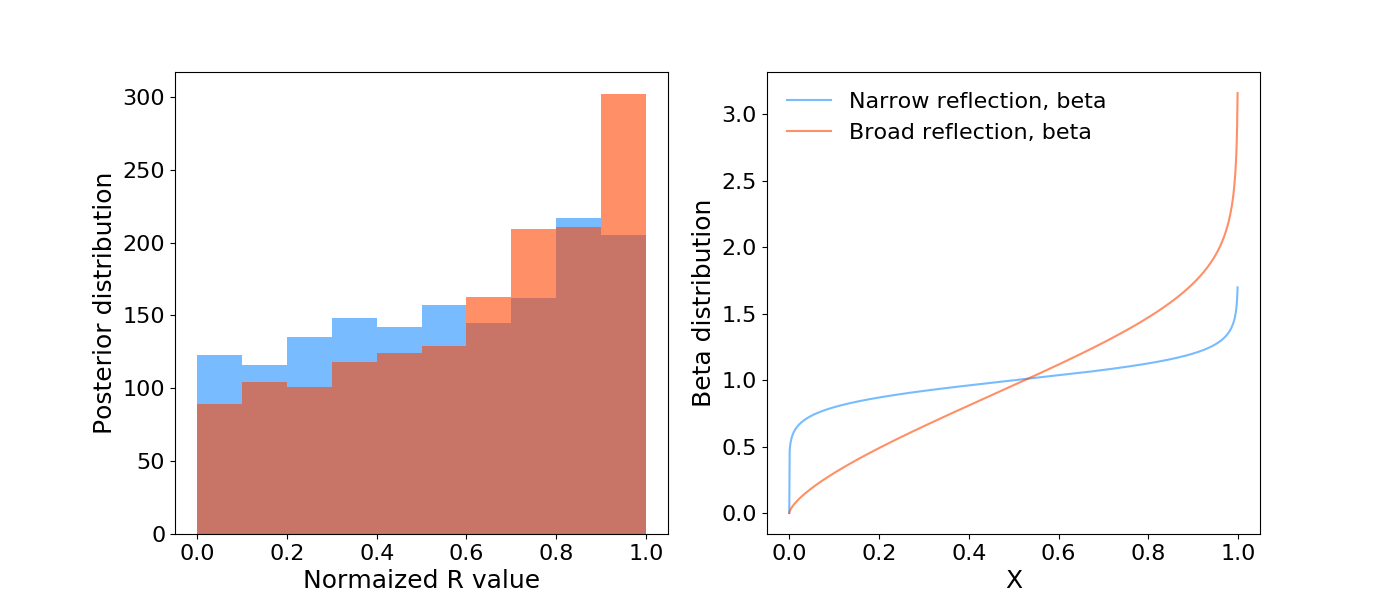 Posterior distribution
300
250
200
150
100
50
0
0.0 0.2 0.4 0.6 0.8 1.0
Normaized R value
Beta distribution
3.0
2.5
2.0
1.5
1.0
0.5
0.0
Narrow reflection, beta
Broad reflection, beta
0.0 0.2 0.4 0.6 0.8 1.0
X